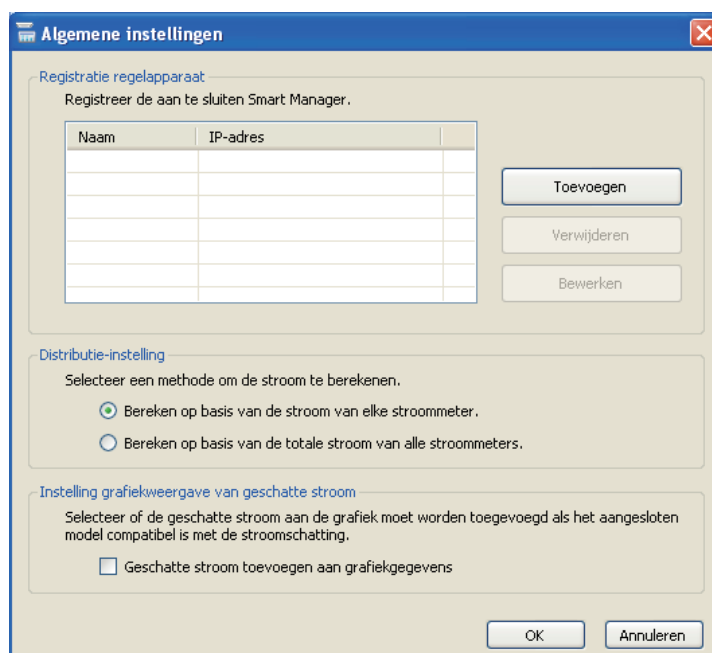 Algemene instellingen
Registratie regelapparaat
Registreer de aan te sluiten Smart Manager.
Naam IP-adres
Toevoegen
Verwijderen
Bewerken
Distributie-instelling
Selecteer een methode om de stroom te berekenen.
Bereken op basis van de stroom van elke stroommeter.
Bereken op basis van de totale stroom van alle stroommeters.
Instelling grafiekweergave van geschatte stroom
Selecteer of de geschatte stroom aan de grafiek moet worden toegevoegd als het aangesloten
model compatibel is met de stroomschatting.
Geschatte stroom toevoegen aan grafiekgegevens
OK Annuleren